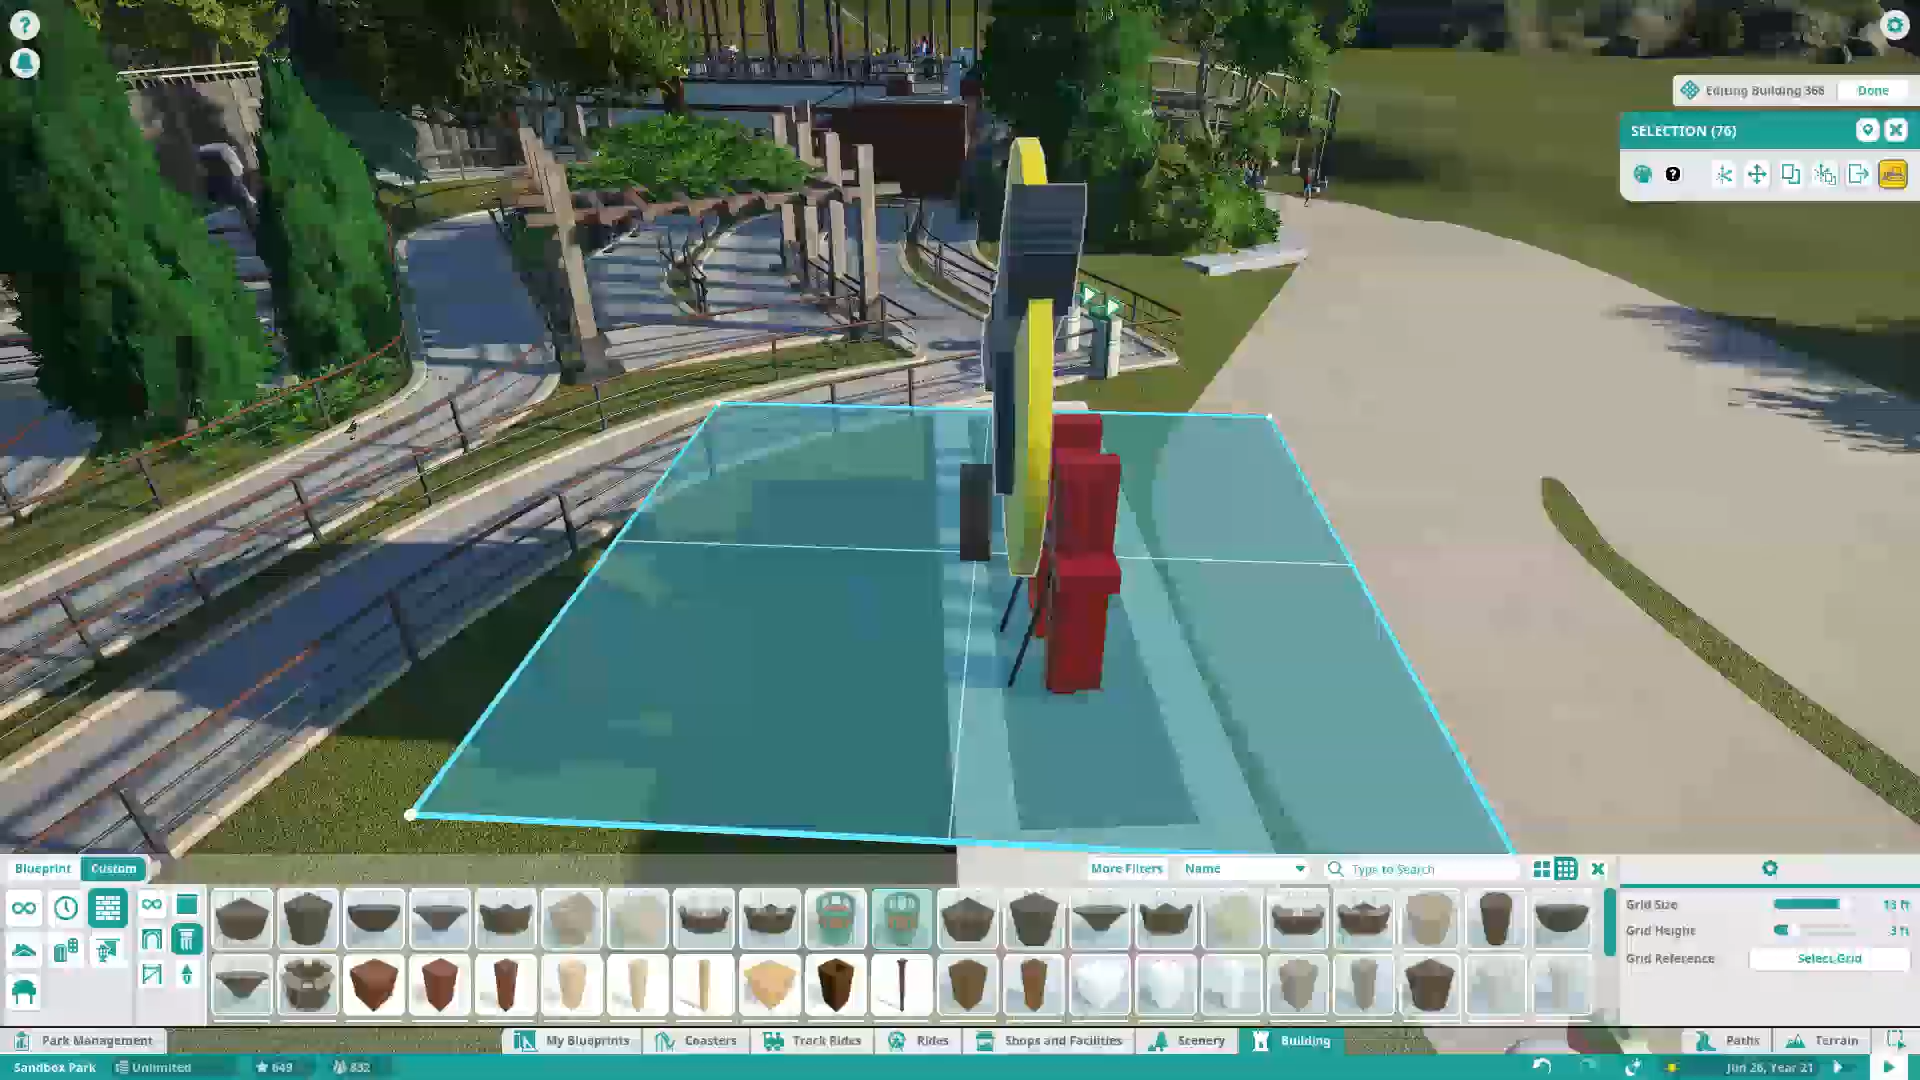 Editing Building 366
Done
SELECTION (76)
Blueprint
Custom
More Filters
Name
Type to Search
Grid Size
13 ft
Grid Height
3 ft
Grid Reference
Select Grid
Park Management
My Blueprints
Coasters
Track Rides
Rides
Shops and Facilities
Scenery
Building
Paths
Terrain
Sandbox Park
Unlimited
649
832
Jun 26, Year 21